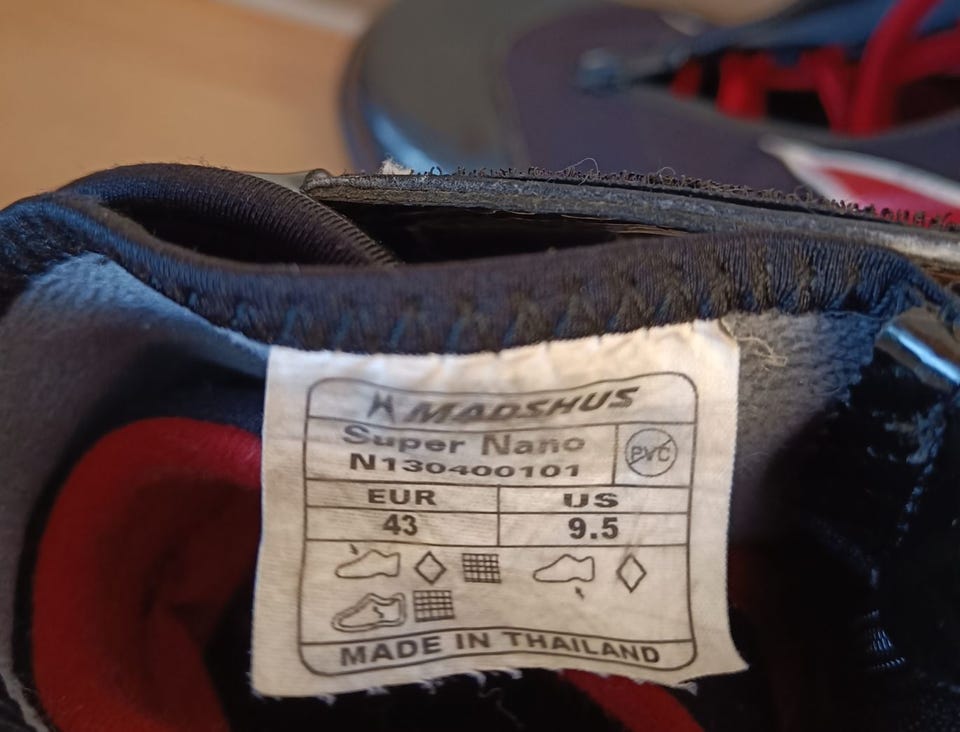 MADSHUS
Super Nano
N130400101
PVC
EUR US
43 9.5
MADE IN THAILAND